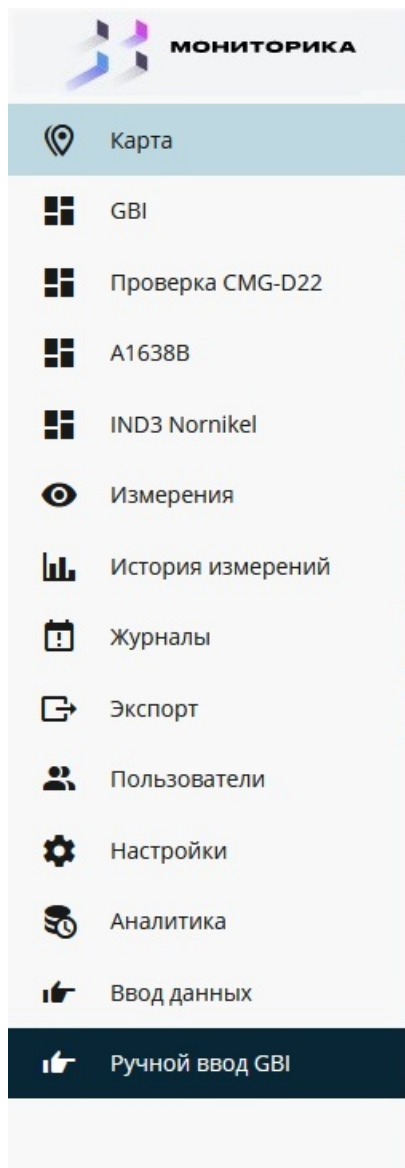 МОНИТОРИКА
Карта
GBI
Проверка CMG-D22
A1638B
IND3 Nornikel
Измерения
История измерений
Журналы
Экспорт
Пользователи
Настройки
Аналитика
Ввод данных
Ручной ввод GBI